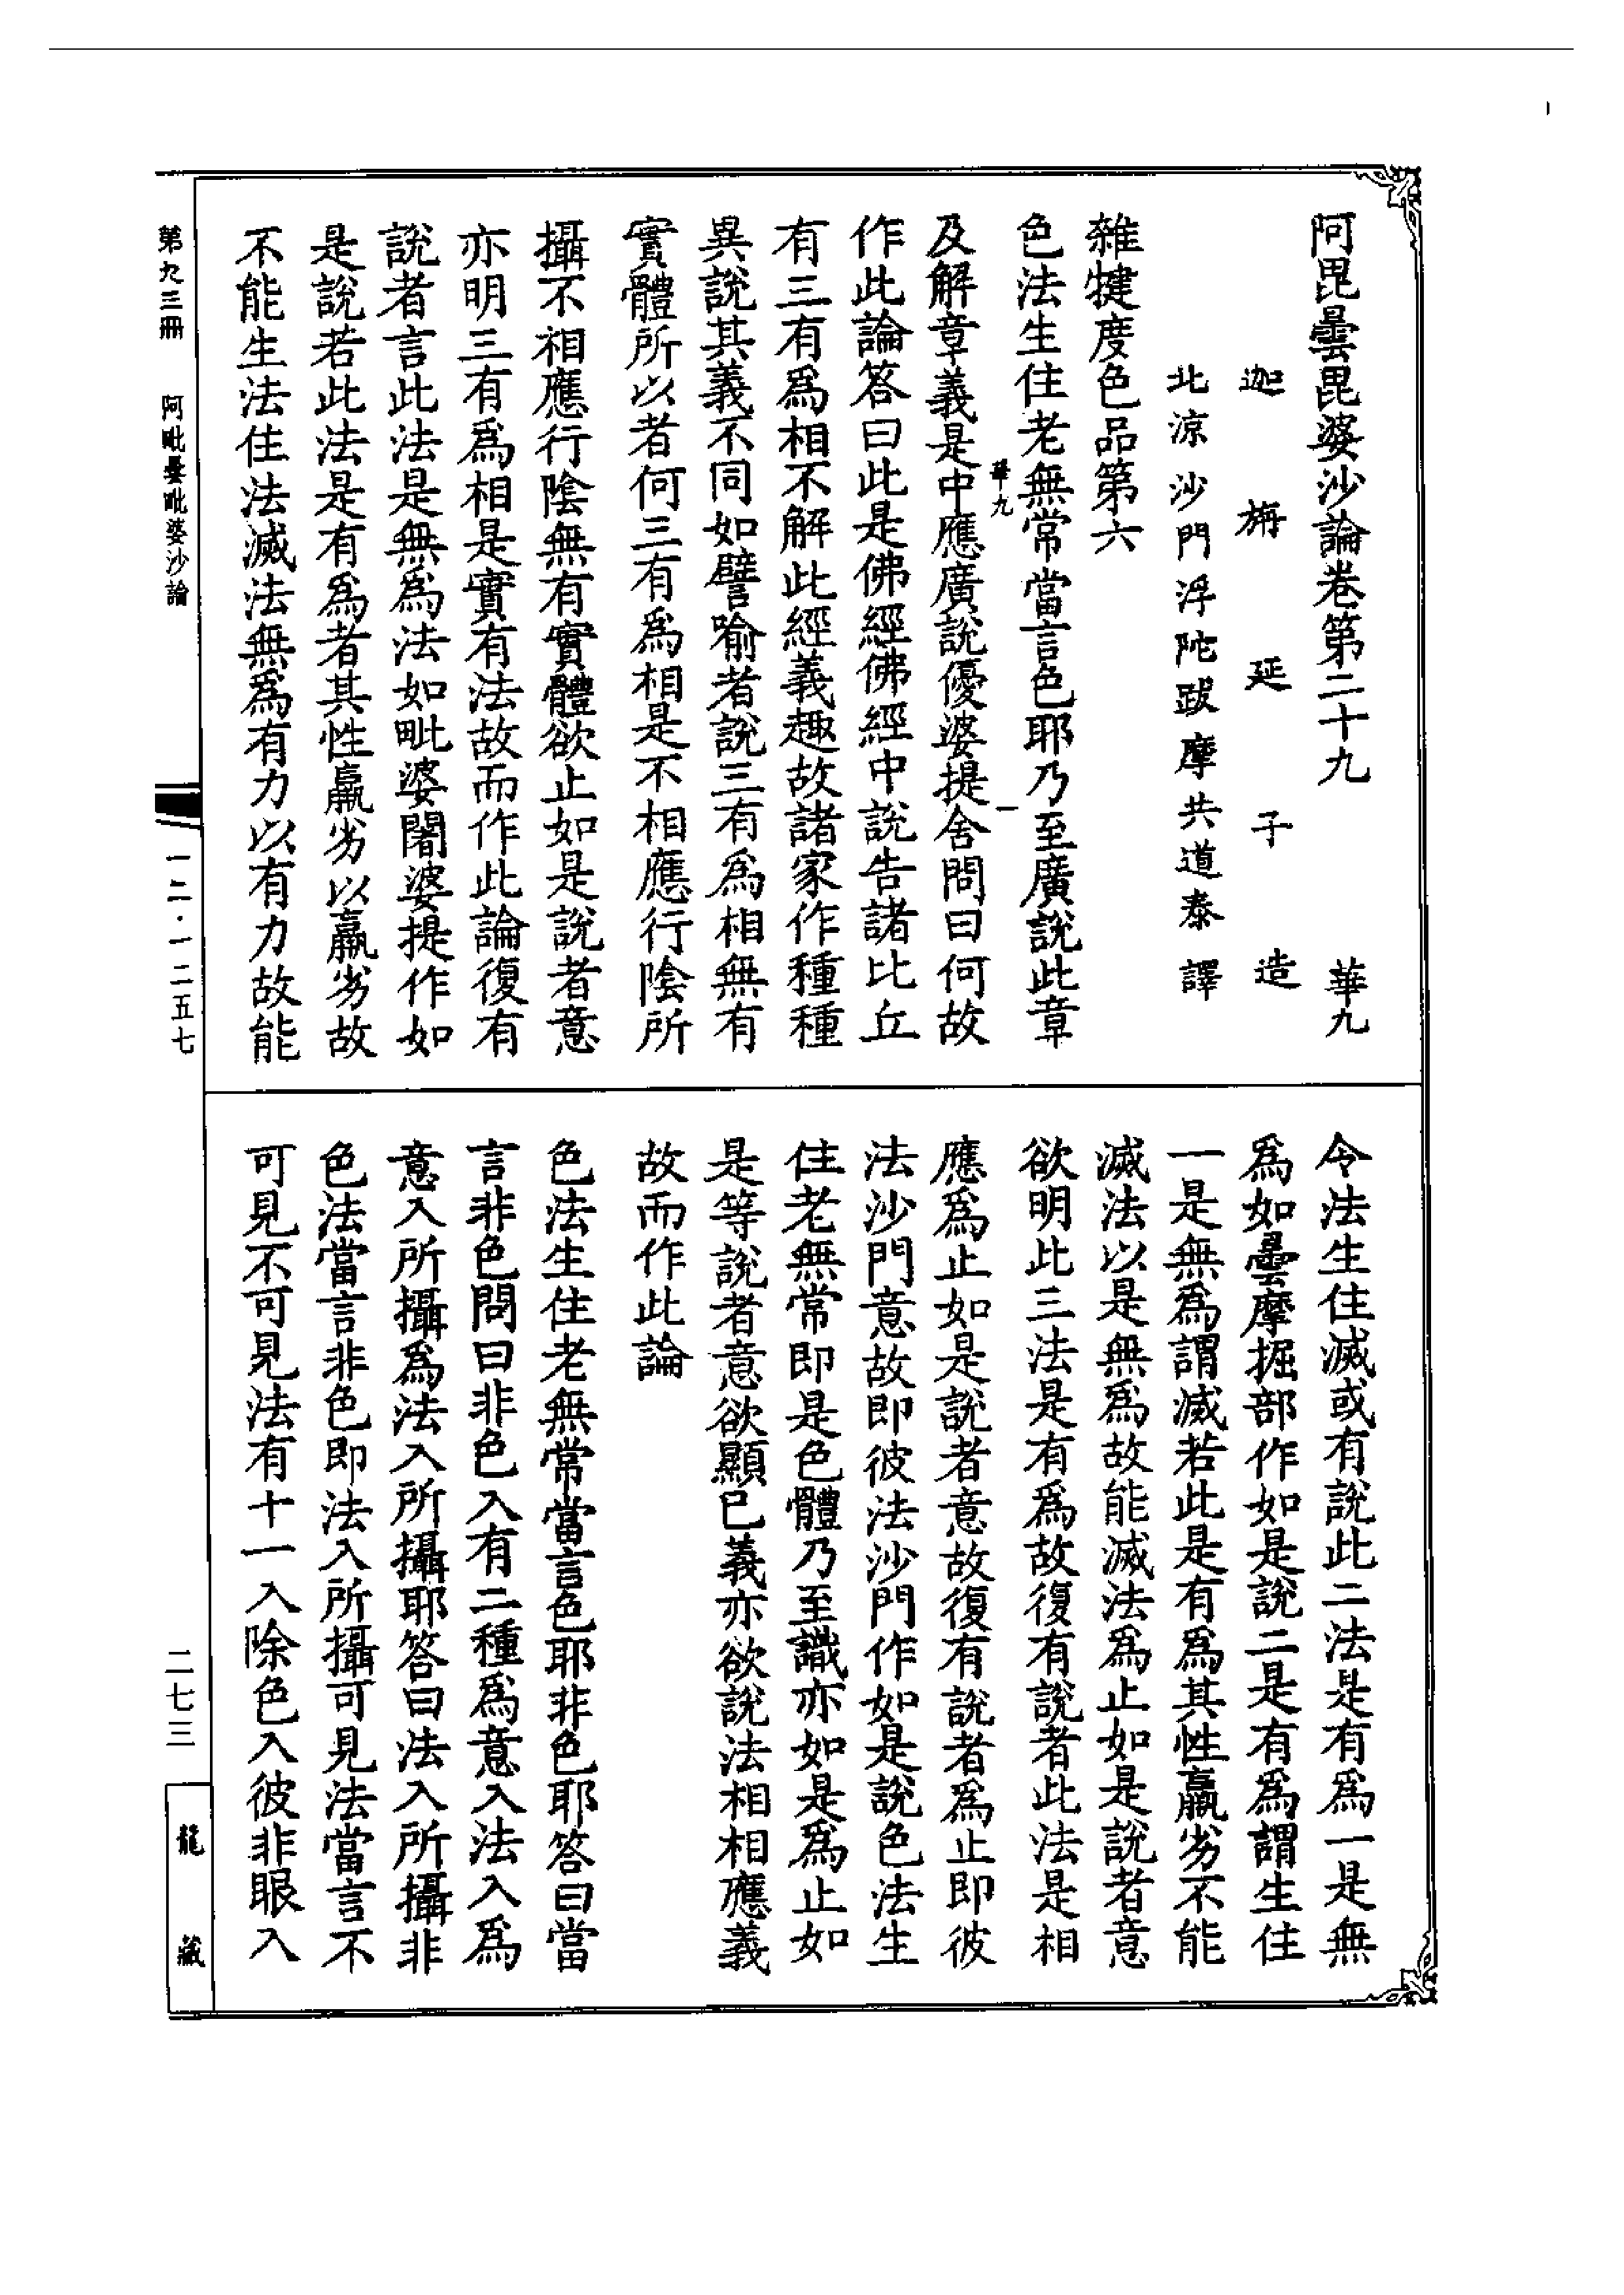 阿毘曇毘婆沙論卷第二十九　華九
迦旃延子造
北涼沙門浮陀跋摩共道泰譯
雜犍度色品第六
色法生住老無常當言色耶乃至廣說此章
華九　一
及解章義是中應廣說優婆提舍問曰何故
作此論答曰此是佛經佛經中說告諸比丘
有三有爲相不解此經義趣故諸家作種種
異說其義不同如譬喻者說三有爲相無有
實體所以者何三有爲相是不相應行陰所
攝不相應行陰無有實體欲止如是說者意
亦明三有爲相是實有法故而作此論復有
說者言此法是無爲法如毗婆闍婆提作如
是說若此法是有爲者其性羸劣以羸劣故
不能生法住法滅法無爲有力以有力故能
令法生住滅或有說此二法是有爲一是無
爲如曇摩掘部作如是說二是有爲謂生住
一是無爲謂滅若此是有爲其性羸劣不能
滅法以是無爲故能滅法爲止如是說者意
欲明此三法是有爲故復有說者此法是相
應爲止如是說者意故復有說者爲止即彼
法沙門意故即彼法沙門作如是說色法生
住老無常即是色體乃至識亦如是爲止如
是等說者意欲顯已義亦欲說法相相應義
故而作此論
色法生住老無常當言色耶非色耶答曰當
言非色問曰非色入有二種爲意入法入爲
意入所攝爲法入所攝耶答曰法入所攝非
色法當言非色即法入所攝可見法當言不
可見不可見法有十一入除色入彼非眼入
第九三冊　阿毗曇毗婆沙論
一二·一二五七
二七三
龍藏